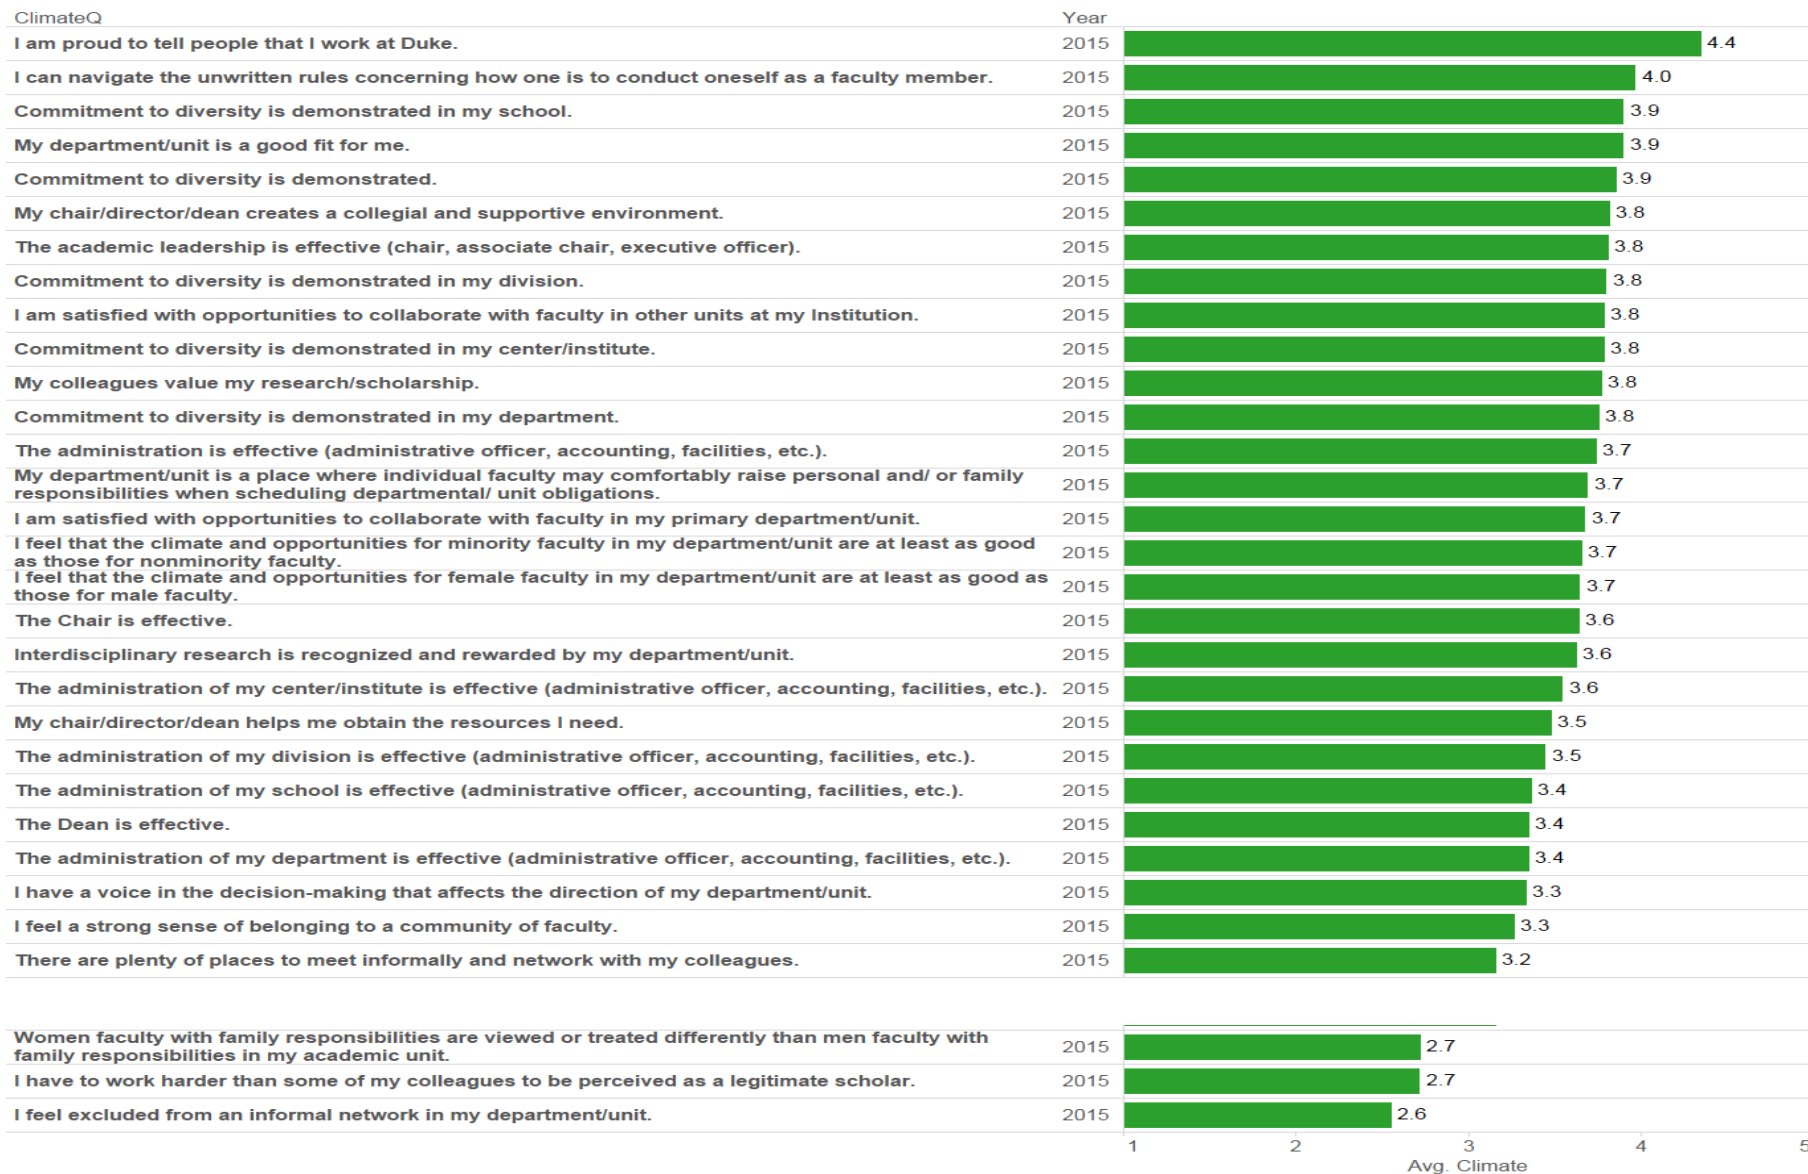 ClimateQ Year
I am proud to tell people that I work at Duke. 2015 4.4
I can navigate the unwritten rules concerning how one is to conduct oneself as a faculty member. 2015 4.0
Commitment to diversity is demonstrated in my school. 2015 3.9
My department/unit is a good fit for me. 2015 3.9
Commitment to diversity is demonstrated. 2015 3.9
My chair/director/dean creates a collegial and supportive environment. 2015 3.8
The academic leadership is effective (chair, associate chair, executive officer). 2015 3.8
Commitment to diversity is demonstrated in my division. 2015 3.8
I am satisfied with opportunities to collaborate with faculty in other units at my Institution. 2015 3.8
Commitment to diversity is demonstrated in my center/institute. 2015 3.8
My colleagues value my research/scholarship. 2015 3.8
Commitment to diversity is demonstrated in my department. 2015 3.8
The administration is effective (administrative officer, accounting, facilities, etc.). 2015 3.7
My department/unit is a place where individual faculty may comfortably raise personal and/ or family
responsibilities when scheduling departmental/ unit obligations. 2015 3.7
I am satisfied with opportunities to collaborate with faculty in my primary department/unit. 2015 3.7
I feel that the climate and opportunities for minority faculty in my department/unit are at least as good
as those for nonminority faculty. 2015 3.7
I feel that the climate and opportunities for female faculty in my department/unit are at least as good as
those for male faculty. 2015 3.7
The Chair is effective. 2015 3.6
Interdisciplinary research is recognized and rewarded by my department/unit. 2015 3.6
The administration of my center/institute is effective (administrative officer, accounting, facilities, etc.). 2015 3.6
My chair/director/dean helps me obtain the resources I need. 2015 3.5
The administration of my division is effective (administrative officer, accounting, facilities, etc.). 2015 3.5
The administration of my school is effective (administrative officer, accounting, facilities, etc.). 2015 3.4
The Dean is effective. 2015 3.4
The administration of my department is effective (administrative officer, accounting, facilities, etc.). 2015 3.4
I have a voice in the decision-making that affects the direction of my department/unit. 2015 3.3
I feel a strong sense of belonging to a community of faculty. 2015 3.3
There are plenty of places to meet informally and network with my colleagues. 2015 3.2
Women faculty with family responsibilities are viewed or treated differently than men faculty with
family responsibilities in my academic unit. 2015 2.7
I have to work harder than some of my colleagues to be perceived as a legitimate scholar. 2015 2.7
I feel excluded from an informal network in my department/unit. 2015 2.6
1 2 3 4 5
Avg. Climate